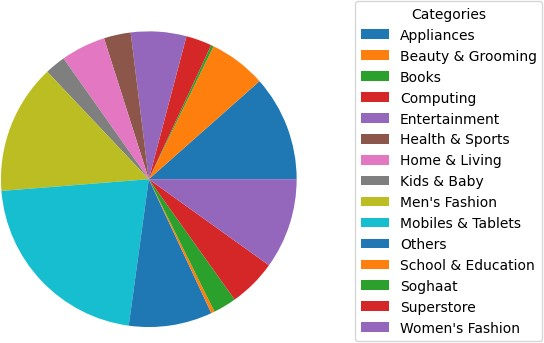 Categories
Appliances
Beauty & Grooming
Books
Computing
Entertainment
Health & Sports
Home & Living
Kids & Baby
Men's Fashion
Mobiles & Tablets
Others
School & Education
Soghaat
Superstore
Women's Fashion